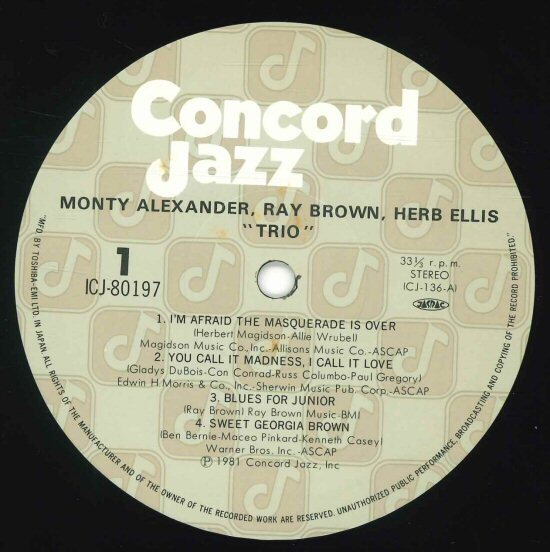 Concord
Jazz
MONTY ALEXANDER, RAY BROWN, HERB ELLIS
"TRIO"
1
ICJ-80197
33⅓ r.p.m.
STEREO
(ICJ-136-A)
JASRAC
1. I'M AFRAID THE MASQUERADE IS OVER
(Herbert Magidson-Allie Wrubel)
Magidson Music Co., Inc., Allisons Music Co.-ASCAP
2. YOU CALL IT MADNESS, I CALL IT LOVE
(Gladys DuBois-Con Conrad-Russ Columbo-Paul Gregory)
Edwin H Morris & Co., Inc.-Sherwin Music Pub. Corp.-ASCAP
3. BLUES FOR JUNIOR
(Ray Brown) Ray Brown Music-BMI
4. SWEET GEORGIA BROWN
(Ben Bernie-Maceo Pinkard-Kenneth Casey)
Warner Bros. Inc.-ASCAP
℗ 1981 Concord Jazz, Inc
"MF'D BY TOSHIBA-EMI LTD. IN JAPAN ALL RIGHTS OF THE MANUFACTURER AND OF THE OWNER OF THE RECORDED WORK ARE RESERVED. UNAUTHORIZED PUBLIC PERFORMANCE, BROADCASTING AND COPYING OF THE RECORD PROHIBITED."